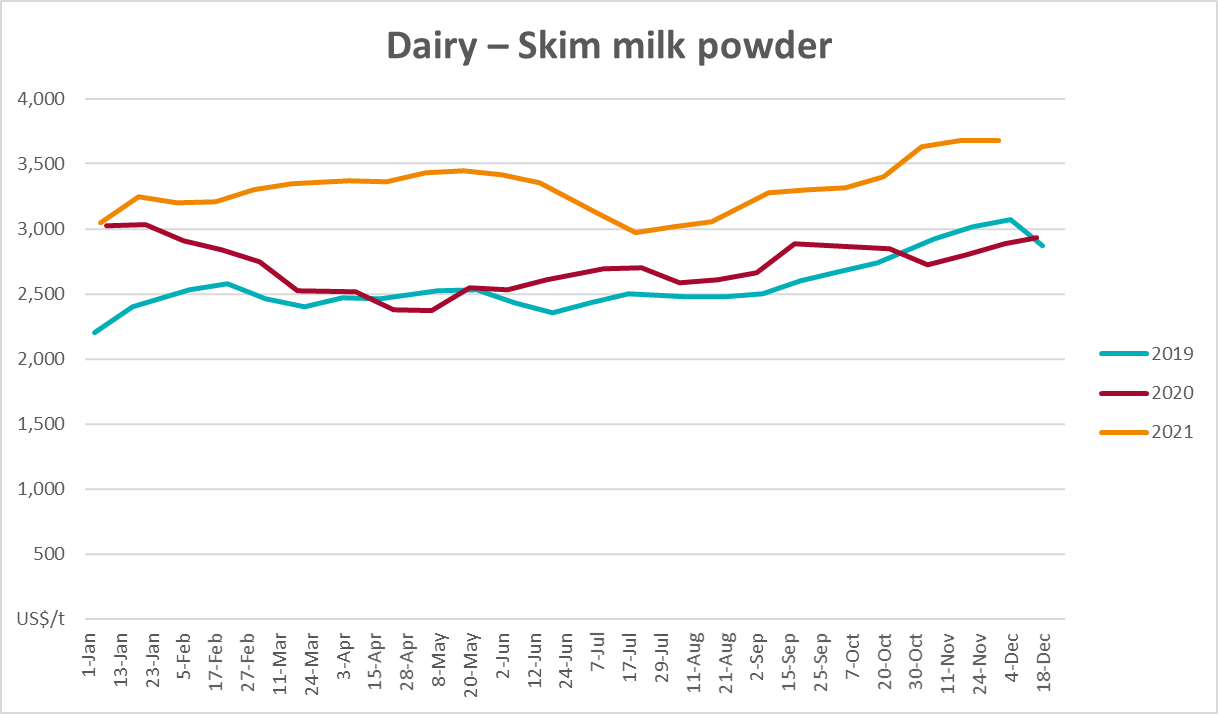 Dairy – Skim milk powder
4,000
3,500
3,000
2,500
2,000
1,500
1,000
500
US$/t
1-Jan
13-Jan
23-Jan
5-Feb
17-Feb
27-Feb
11-Mar
24-Mar
3-Apr
15-Apr
28-Apr
8-May
20-May
2-Jun
12-Jun
24-Jun
7-Jul
17-Jul
29-Jul
11-Aug
21-Aug
2-Sep
15-Sep
25-Sep
7-Oct
20-Oct
30-Oct
11-Nov
24-Nov
4-Dec
18-Dec
2019
2020
2021